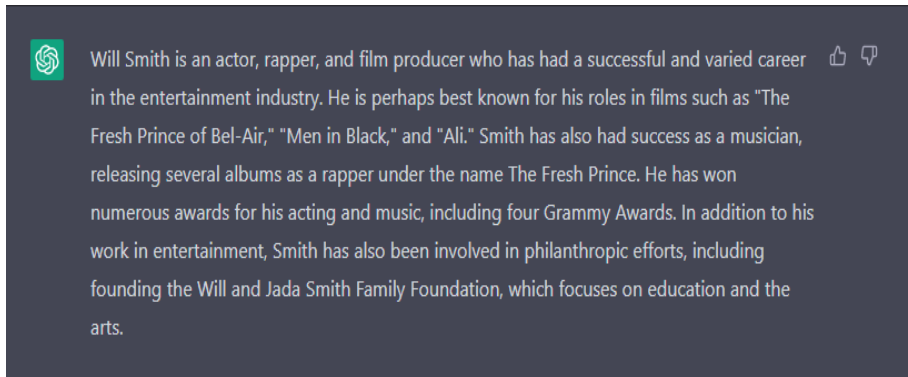 Will Smith is an actor, rapper, and film producer who has had a successful and varied career
in the entertainment industry. He is perhaps best known for his roles in films such as "The
Fresh Prince of Bel-Air," "Men in Black," and "Ali." Smith has also had success as a musician,
releasing several albums as a rapper under the name The Fresh Prince. He has won
numerous awards for his acting and music, including four Grammy Awards. In addition to his
work in entertainment, Smith has also been involved in philanthropic efforts, including
founding the Will and Jada Smith Family Foundation, which focuses on education and the
arts.